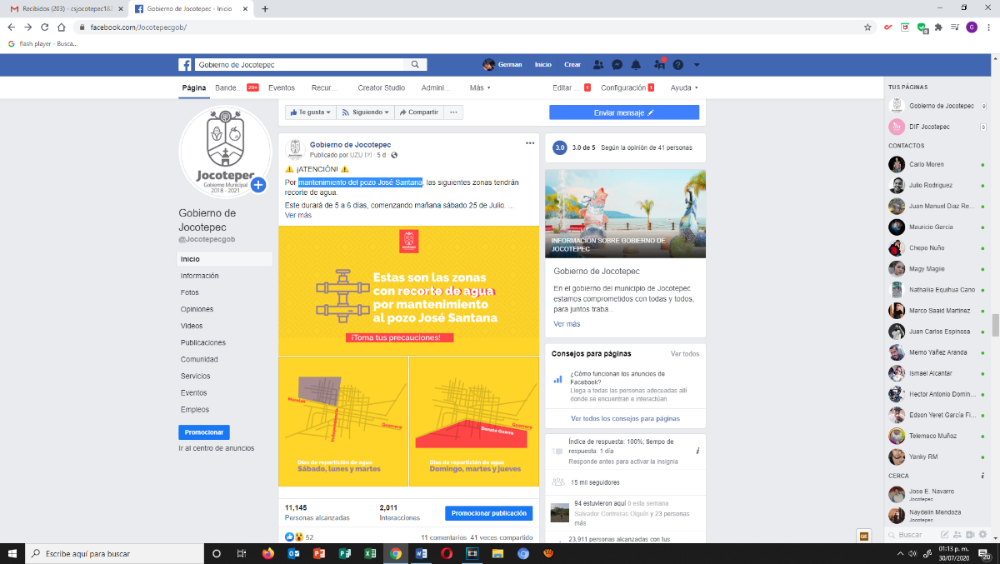 Recibidos (203) - csjocotepec182
Gobierno de Jocotepec - Inicio
facebook.com/Jocotepecgob/
G
flash player - Busca...
Gobierno de Jocotepec
German
Inicio
Crear
Página
Bande...
20+
Eventos
Recur...
Creator Studio
Admini...
Más
Editar ...
1
Configuración
1
Ayuda
Jocotepec
Gobierno Municipal
2018 - 2021
Gobierno de
Jocotepec
@Jocotepecgob
Inicio
Información
Fotos
Opiniones
Videos
Publicaciones
Comunidad
Servicios
Eventos
Empleos
Promocionar
Ir al centro de anuncios
Te gusta
Siguiendo
Compartir
...
Enviar mensaje
Gobierno de Jocotepec
Publicado por UZU [?] · 5 d ·
¡ATENCIÓN!
Por mantenimiento del pozo José Santana, las siguientes zonas tendrán
recorte de agua.
Este durará de 5 a 6 días, comenzando mañana sábado 25 de Julio. ...
Ver más
Jocotepec
Estas son las zonas
con recorte de agua
por mantenimiento
al pozo José Santana
¡Toma tus precauciones!
Morelos
Independencia
Guerrero
Días de repartición de agua
Sábado, lunes y martes
Guerrero
Donato Guerra
Días de repartición de agua
Domingo, martes y jueves
11,145
Personas alcanzadas
2,011
Interacciones
Promocionar publicación
52
11 comentarios 41 veces compartido
3.0
3.0 de 5 · Según la opinión de 41 personas
INFORMACIÓN SOBRE GOBIERNO DE
JOCOTEPEC
Gobierno de Jocotepec
En el gobierno del municipio de Jocotepec
estamos comprometidos con todas y todos,
para juntos traba...
Ver más
Consejos para páginas
Ver todos
¿Cómo funcionan los anuncios de
Facebook?
Llega a todas las personas adecuadas allí
donde se encuentran e interactúan.
Ver todos los consejos para páginas
Índice de respuesta: 100%; tiempo de
respuesta: 1 día
Responde antes para activar la insignia
15 mil seguidores
94 estuvieron aquí 0 esta semana
Salvador Contreras Olguín y 23 personas
más
23,911 personas alcanzadas con tus
TUS PÁGINAS
Gobierno de Jocotepec
9
DIF Jocotepec
6
CONTACTOS
Carlo Moren
Julio Rodriguez
Juan Manuel Diaz Re...
Mauricio Garcia
Chepo Nuño
Magy Magiie
Nathaliia Equihua Cano
Marco Saaid Martinez
Juan Carlos Espinosa
Memo Yañez Aranda
Ismael Alcantar
Hector Antonio Domin...
Edson Yeret García Fi...
Telemaco Muñoz
Yanky RM
CERCA
Jose E. Navarro
Jocotepec
Naydelin Mendoza
Jocotepec
Buscar
Escribe aquí para buscar
01:13 p. m.
30/07/2020
20